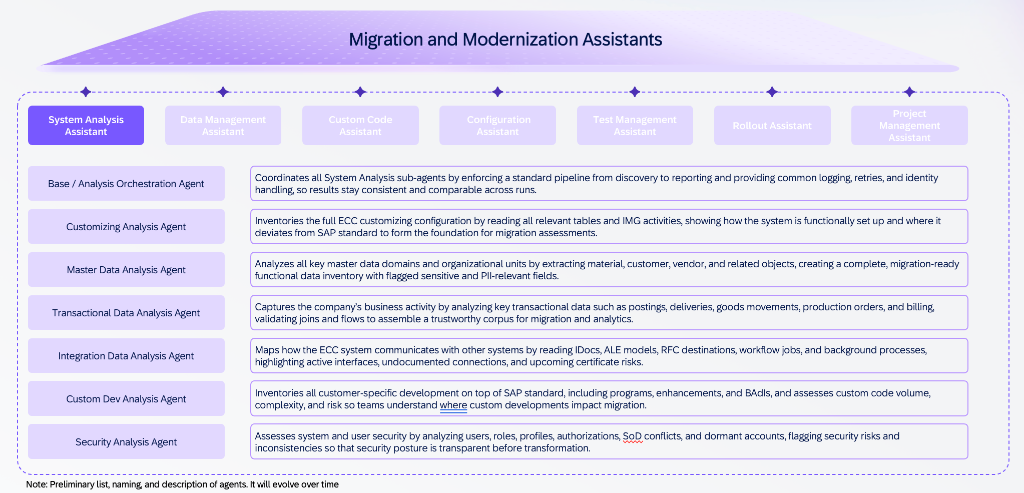 Migration and Modernization Assistants
System Analysis
Assistant
Data Management
Assistant
Custom Code
Assistant
Configuration
Assistant
Test Management
Assistant
Rollout Assistant
Project
Management
Assistant
Base / Analysis Orchestration Agent
Coordinates all System Analysis sub-agents by enforcing a standard pipeline from discovery to reporting and providing common logging, retries, and identity
handling, so results stay consistent and comparable across runs.
Customizing Analysis Agent
Inventories the full ECC customizing configuration by reading all relevant tables and IMG activities, showing how the system is functionally set up and where it
deviates from SAP standard to form the foundation for migration assessments.
Master Data Analysis Agent
Analyzes all key master data domains and organizational units by extracting material, customer, vendor, and related objects, creating a complete, migration-ready
functional data inventory with flagged sensitive and PII-relevant fields.
Transactional Data Analysis Agent
Captures the company's business activity by analyzing key transactional data such as postings, deliveries, goods movements, production orders, and billing,
validating joins and flows to assemble a trustworthy corpus for migration and analytics.
Integration Data Analysis Agent
Maps how the ECC system communicates with other systems by reading IDocs, ALE models, RFC destinations, workflow jobs, and background processes,
highlighting active interfaces, undocumented connections, and upcoming certificate risks.
Custom Dev Analysis Agent
Inventories all customer-specific development on top of SAP standard, including programs, enhancements, and BAdIs, and assesses custom code volume,
complexity, and risk so teams understand where custom developments impact migration.
Security Analysis Agent
Assesses system and user security by analyzing users, roles, profiles, authorizations, SoD conflicts, and dormant accounts, flagging security risks and
inconsistencies so that security posture is transparent before transformation.
Note: Preliminary list, naming, and description of agents. It will evolve over time